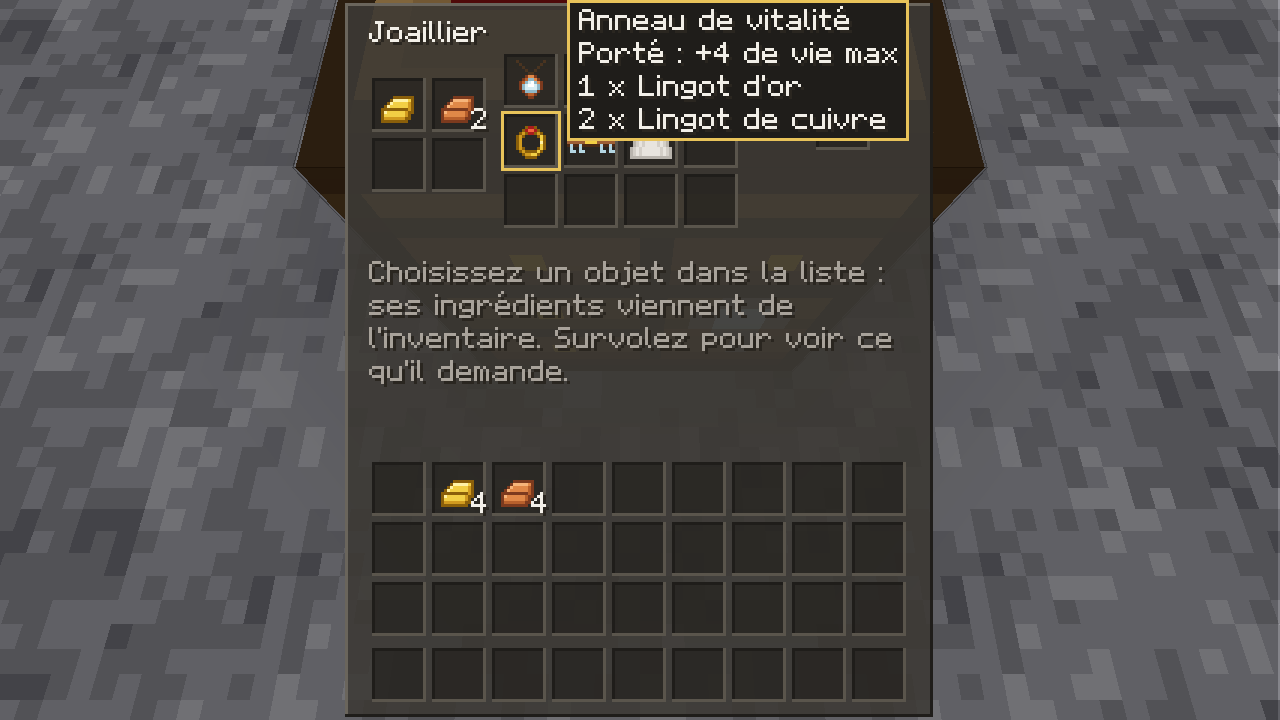 Joaillier
Anneau de vitalité
Porté : +4 de vie max
1 x Lingot d'or
2 x Lingot de cuivre
2
Choisissez un objet dans la liste :
ses ingrédients viennent de
l'inventaire. Survolez pour voir ce
qu'il demande.
4 4